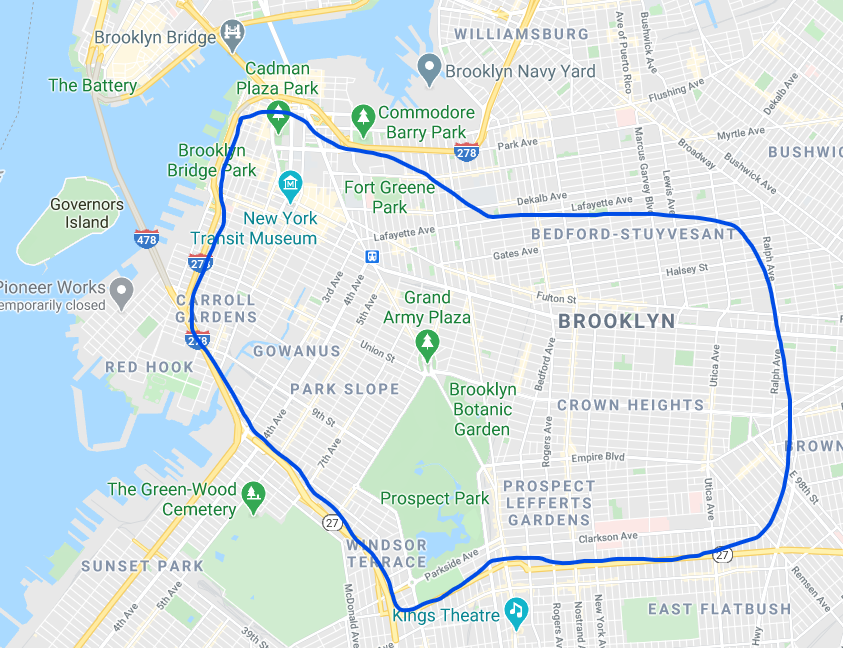 WILLIAMSBURG
Brooklyn Bridge
Ave of Puerto Rico
Bushwick Ave
Brooklyn Navy Yard
The Battery
Cadman
Plaza Park
Flushing Ave
DeKalb Ave
Commodore
Barry Park
Myrtle Ave
Park Ave
278
Broadway
BUSHWIC
Bushwick Ave
Brooklyn
Bridge Park
Marcus Garvey Blvd
Lewis Ave
Fort Greene
Park
Dekalb Ave
Lafayette Ave
Governors
Island
New York
Transit Museum
478
Lafayette Ave
BEDFORD-STUYVESANT
Gates Ave
Ralph Ave
278
Halsey St
Pioneer Works
emporarily closed
3rd Ave
4th Ave
5th Ave
CARROLL
GARDENS
Grand
Army Plaza
Fulton St
BROOKLYN
278
GOWANUS
Union St
RED HOOK
Bedford Ave
Utica Ave
Ralph Ave
PARK SLOPE
Brooklyn
Botanic
Garden
CROWN HEIGHTS
4th Ave
9th St
Rogers Ave
7th Ave
BROWN
Empire Blvd
The Green-Wood
Cemetery
Prospect Park
PROSPECT
LEFFERTS
GARDENS
Utica Ave
E 98th St
27
Clarkson Ave
WINDSOR
TERRACE
27
Parkside Ave
SUNSET PARK
Remsen Ave
5th Ave
4th Ave
McDonald Ave
Kings Theatre
Rogers Ave
Nostrand Ave
New York Ave
EAST FLATBUSH
39th St
Hwy